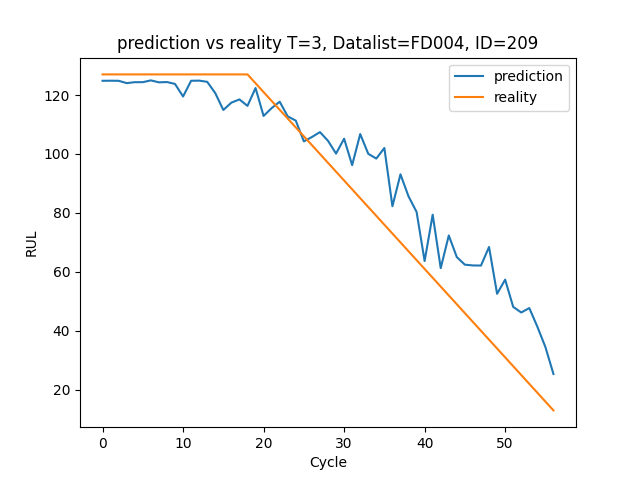 prediction vs reality T=3, Datalist=FD004, ID=209
prediction
reality
120
100
80
60
40
20
RUL
0 10 20 30 40 50
Cycle